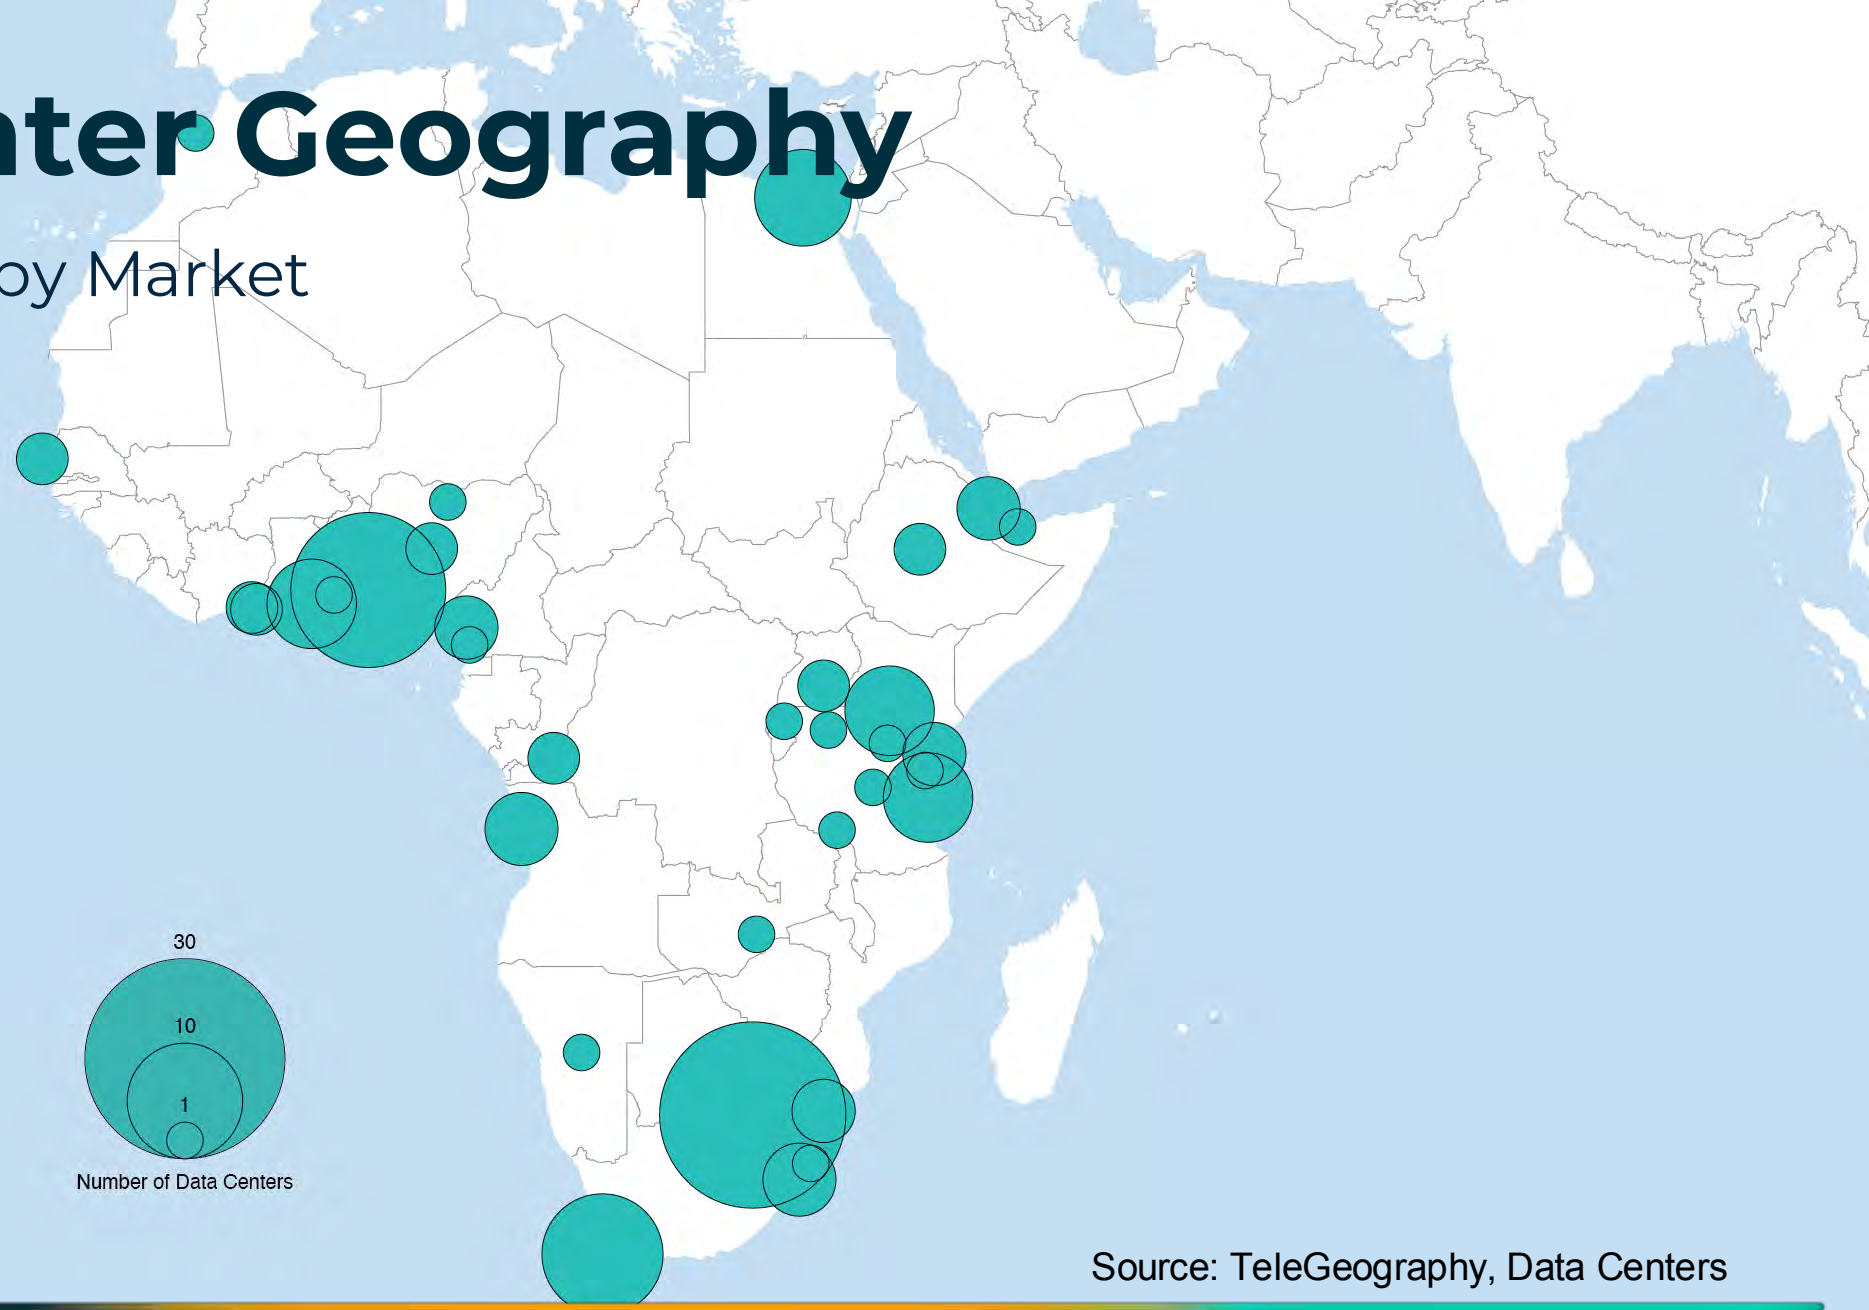 nter Geography
by Market
30
10
1
Number of Data Centers
Source: TeleGeography, Data Centers